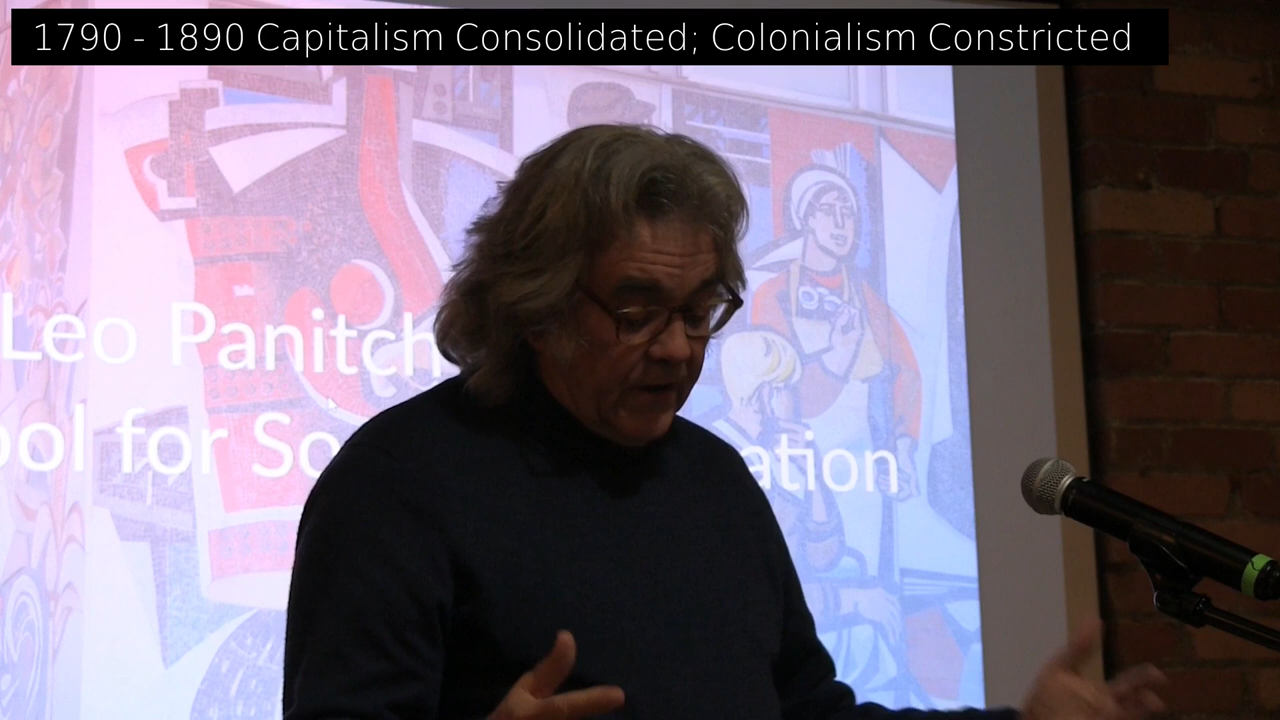 1790 - 1890 Capitalism Consolidated; Colonialism Constricted
Leo Panitch
ool for So ation